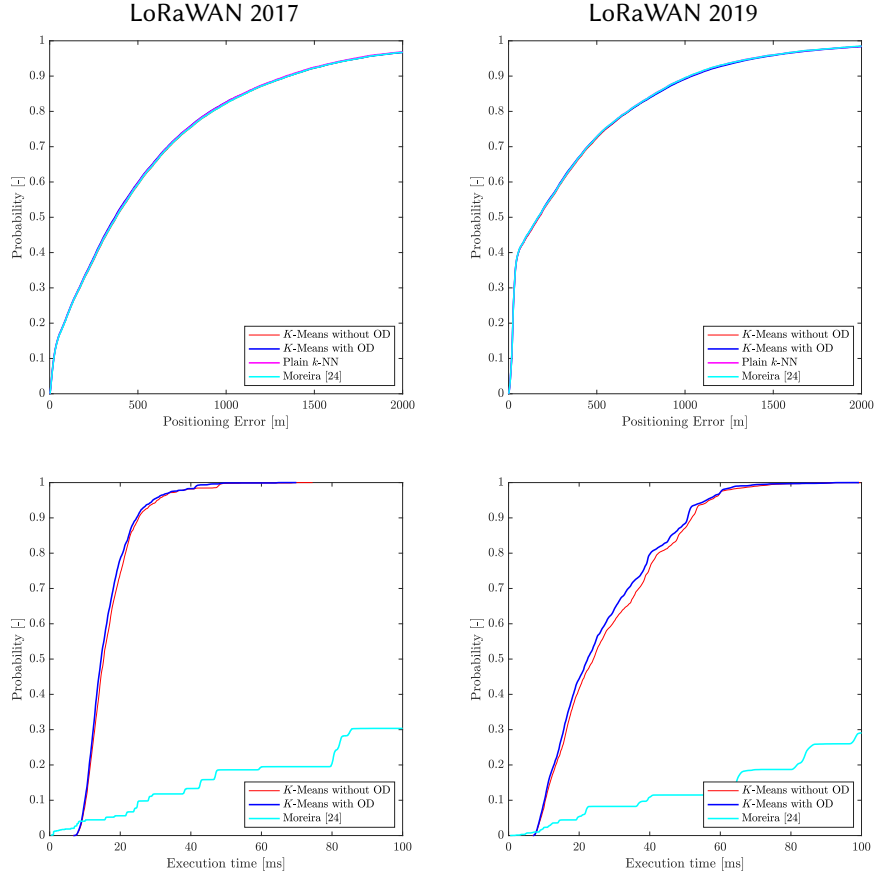 LoRaWAN 2017
LoRaWAN 2019
1
0.9
0.8
0.7
0.6
0.5
0.4
0.3
0.2
0.1
0
Probability [-]
K-Means without OD
K-Means with OD
Plain k-NN
Moreira [24]
0 500 1000 1500 2000
Positioning Error [m]
1
0.9
0.8
0.7
0.6
0.5
0.4
0.3
0.2
0.1
0
Probability [-]
K-Means without OD
K-Means with OD
Plain k-NN
Moreira [24]
0 500 1000 1500 2000
Positioning Error [m]
1
0.9
0.8
0.7
0.6
0.5
0.4
0.3
0.2
0.1
0
Probability [-]
K-Means without OD
K-Means with OD
Moreira [24]
0 20 40 60 80 100
Execution time [ms]
1
0.9
0.8
0.7
0.6
0.5
0.4
0.3
0.2
0.1
0
Probability [-]
K-Means without OD
K-Means with OD
Moreira [24]
0 20 40 60 80 100
Execution time [ms]